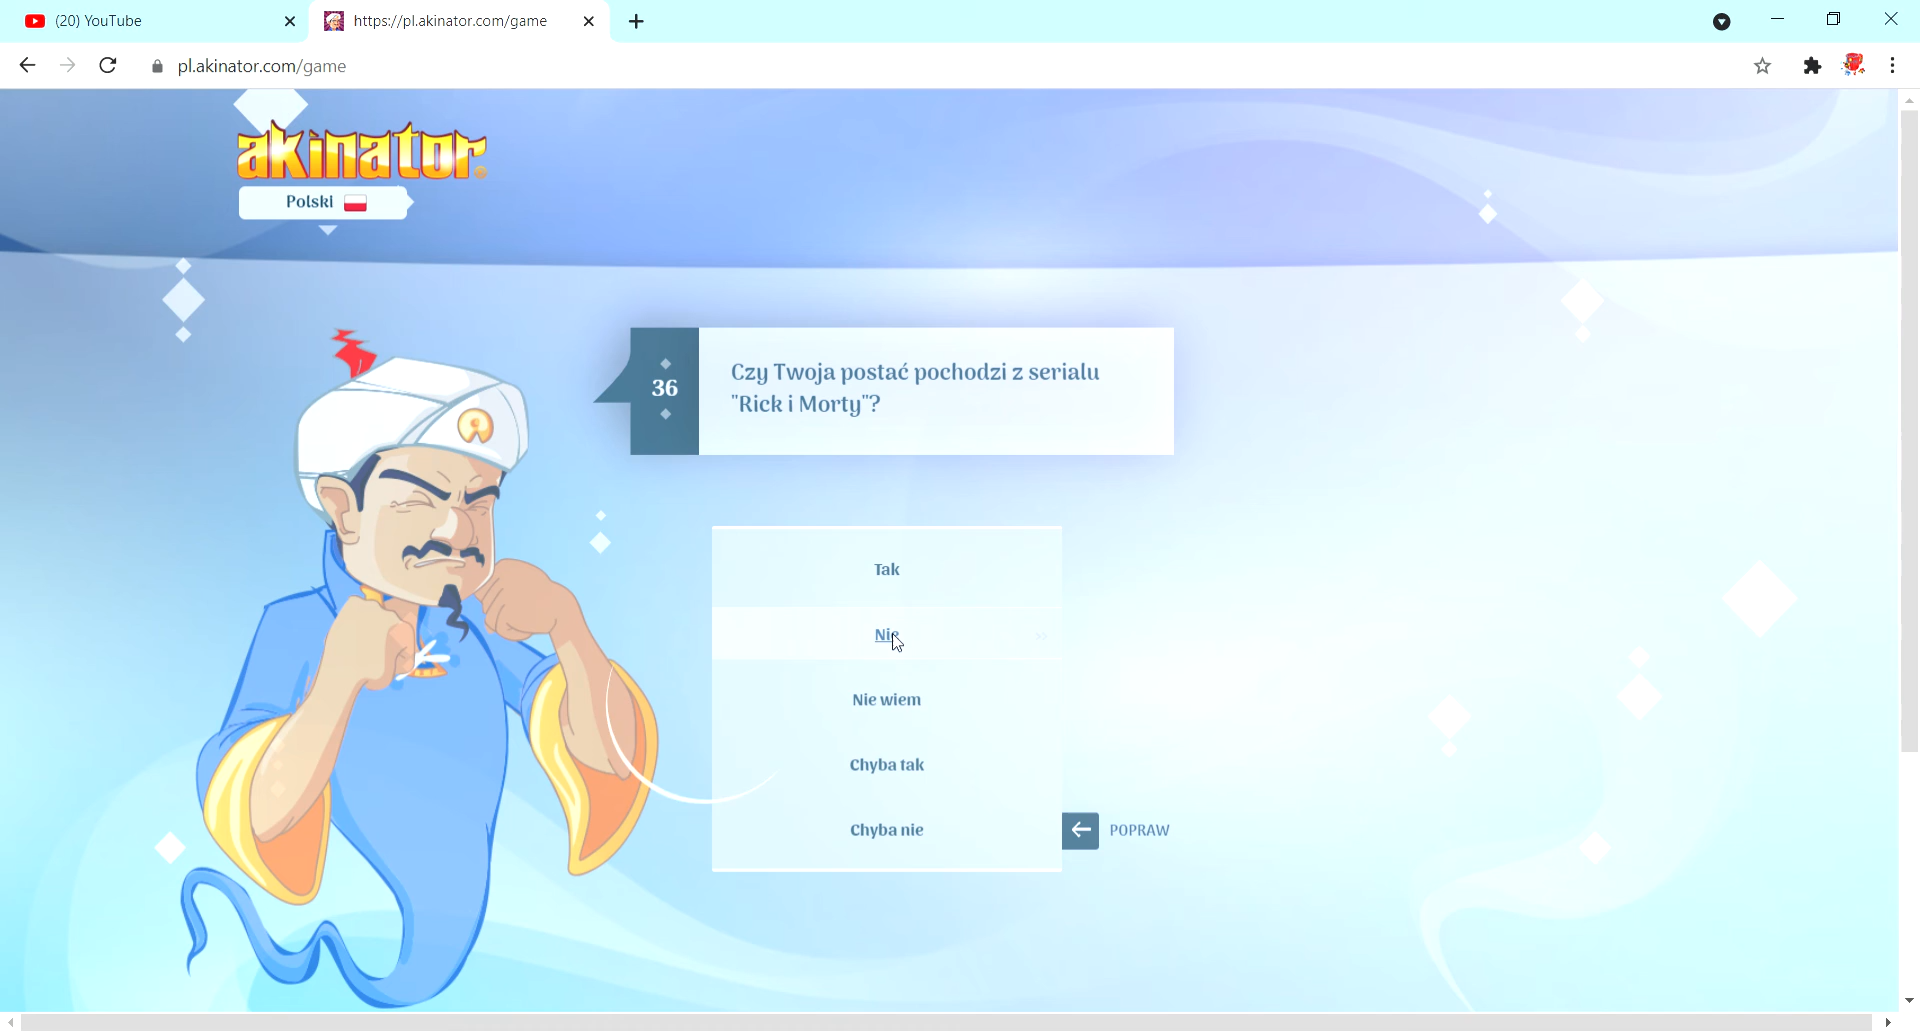 (20) YouTube
https://pl.akinator.com/game
pl.akinator.com/game
akinator
Polski
36
Czy Twoja postać pochodzi z serialu
"Rick i Morty"?
Tak
Nie
Nie wiem
Chyba tak
Chyba nie
POPRAW